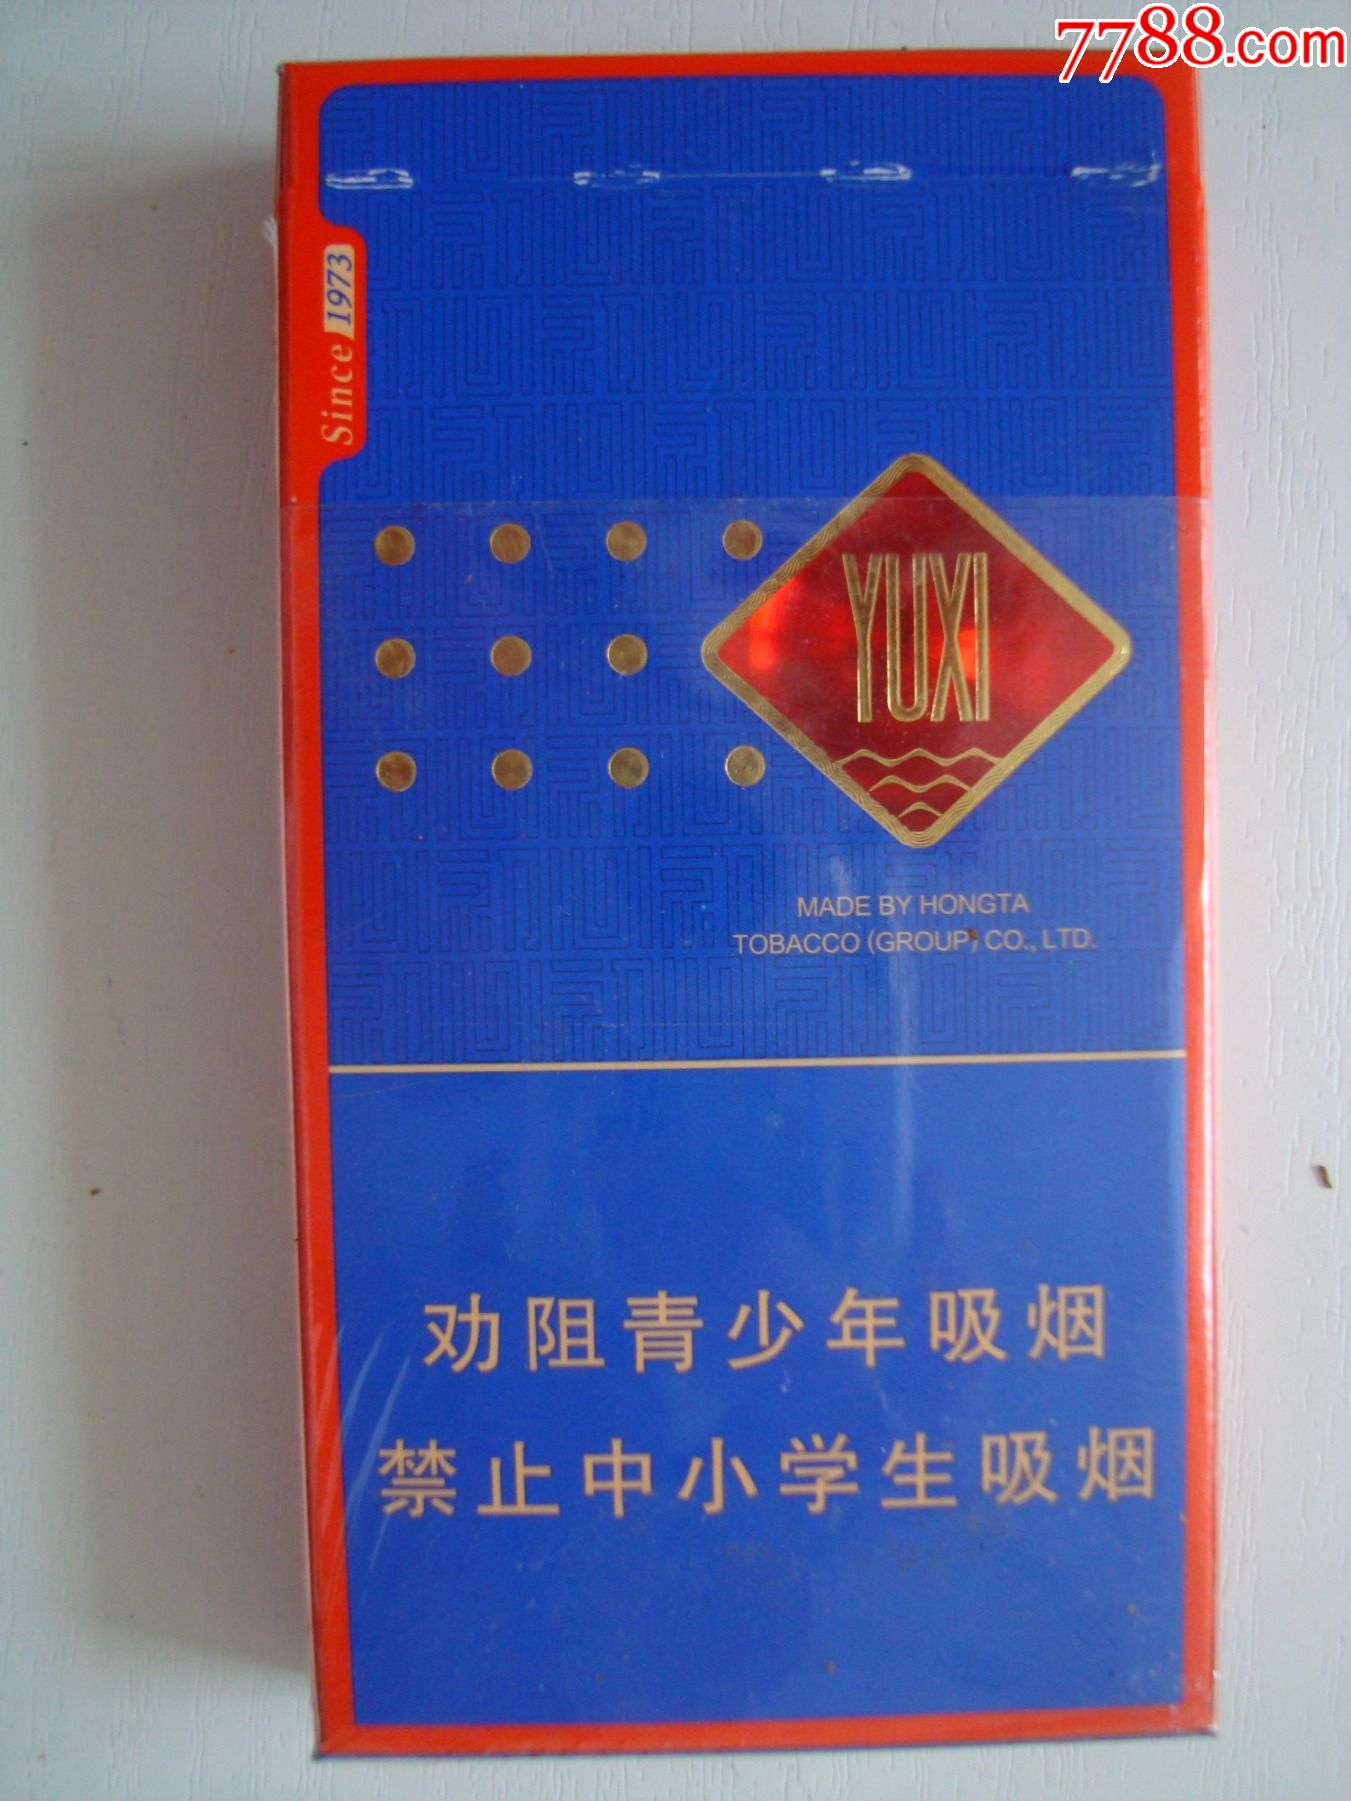 7788.com
Since 1973
YUXI
MADE BY HONGTA
TOBACCO (GROUP) CO., LTD.
劝阻青少年吸烟
禁止中小学生吸烟